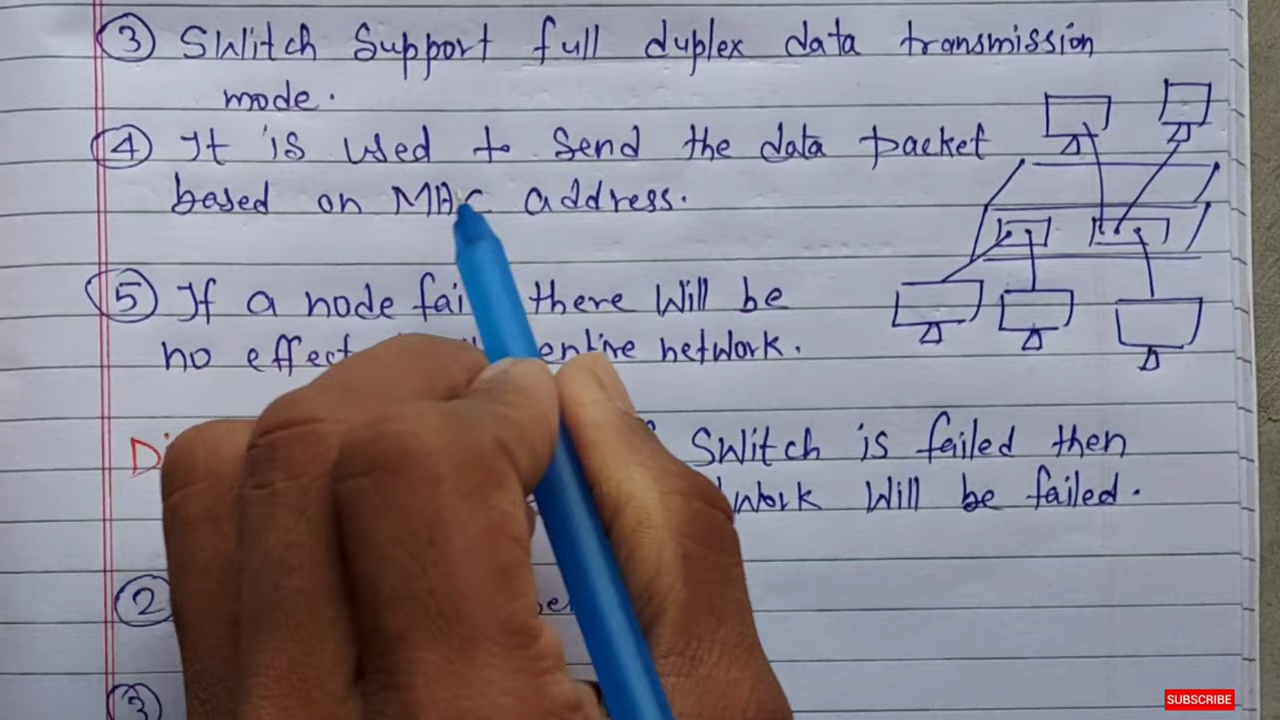 ③ Switch Support full duplex data transmission
mode.
④ It is used to send the data packet
based on MAC address.
⑤ If a node fai there will be
no effect entire network.
Di Switch is failed then
work will be failed.
②
③
SUBSCRIBE